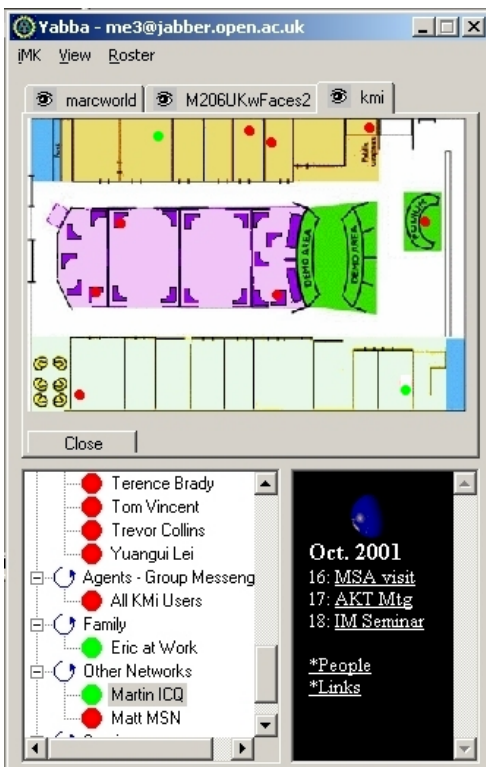 Yabba - me3@jabber.open.ac.uk
iMK View Roster
marcworld M206UKwFaces2 kmi
Public
DEMO AREA
DEMO AREA
PODIUM
Close
Terence Brady
Tom Vincent
Trevor Collins
Yuangui Lei
Agents - Group Messeng
All KMi Users
Family
Eric at Work
Other Networks
Martin ICQ
Matt MSN
Oct. 2001
16: MSA visit
17: AKT Mtg
18: IM Seminar
*People
*Links